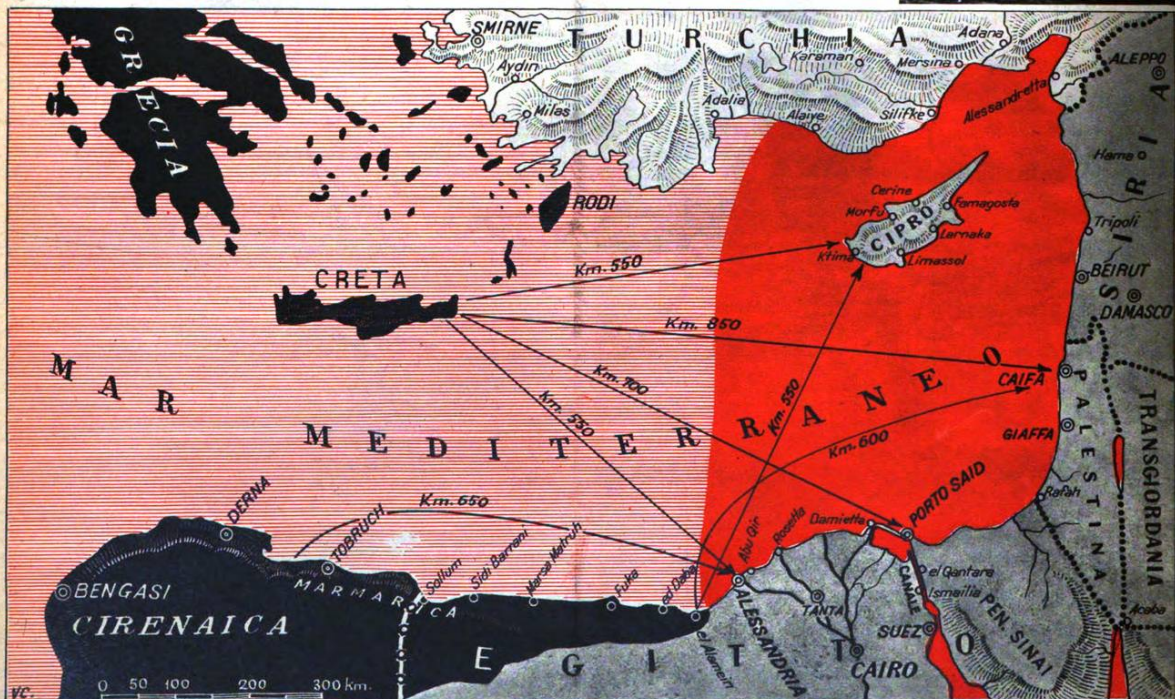 GRECIA
SMIRNE
TURCHIA
Aydin
Milas
Adalia
Karaman
Alaiye
Mersina
Silifke
Adana
Alessandretta
ALEPPO
Hama
SIRIA
Tripoli
BEIRUT
DAMASCO
RODI
Cerine
Morfu
Famagosta
CIPRO
Larnaka
Ktima
Limassol
CRETA
Km. 550
Km. 850
Km. 700
Km. 550
Km. 550
Km. 600
Km. 650
MAR MEDITERRANEO
CAIFA
GIAFFA
PALESTINA
TRANSGIORDANIA
Rafah
PORTO SAID
Damietta
Rosetta
Abu Qir
ALESSANDRIA
DERNA
TOBRUCH
BENGASI
MARMARICA
CIRENAICA
Sollum
Sidi Barrani
Marsa Matruh
Fuka
ed Daba
el Alamein
EGITTO
TANTA
CAIRO
CANALE
el Qantara
Ismailia
SUEZ
PEN. SINAI
Acaba
0 50 100 200 300 km.
VC.